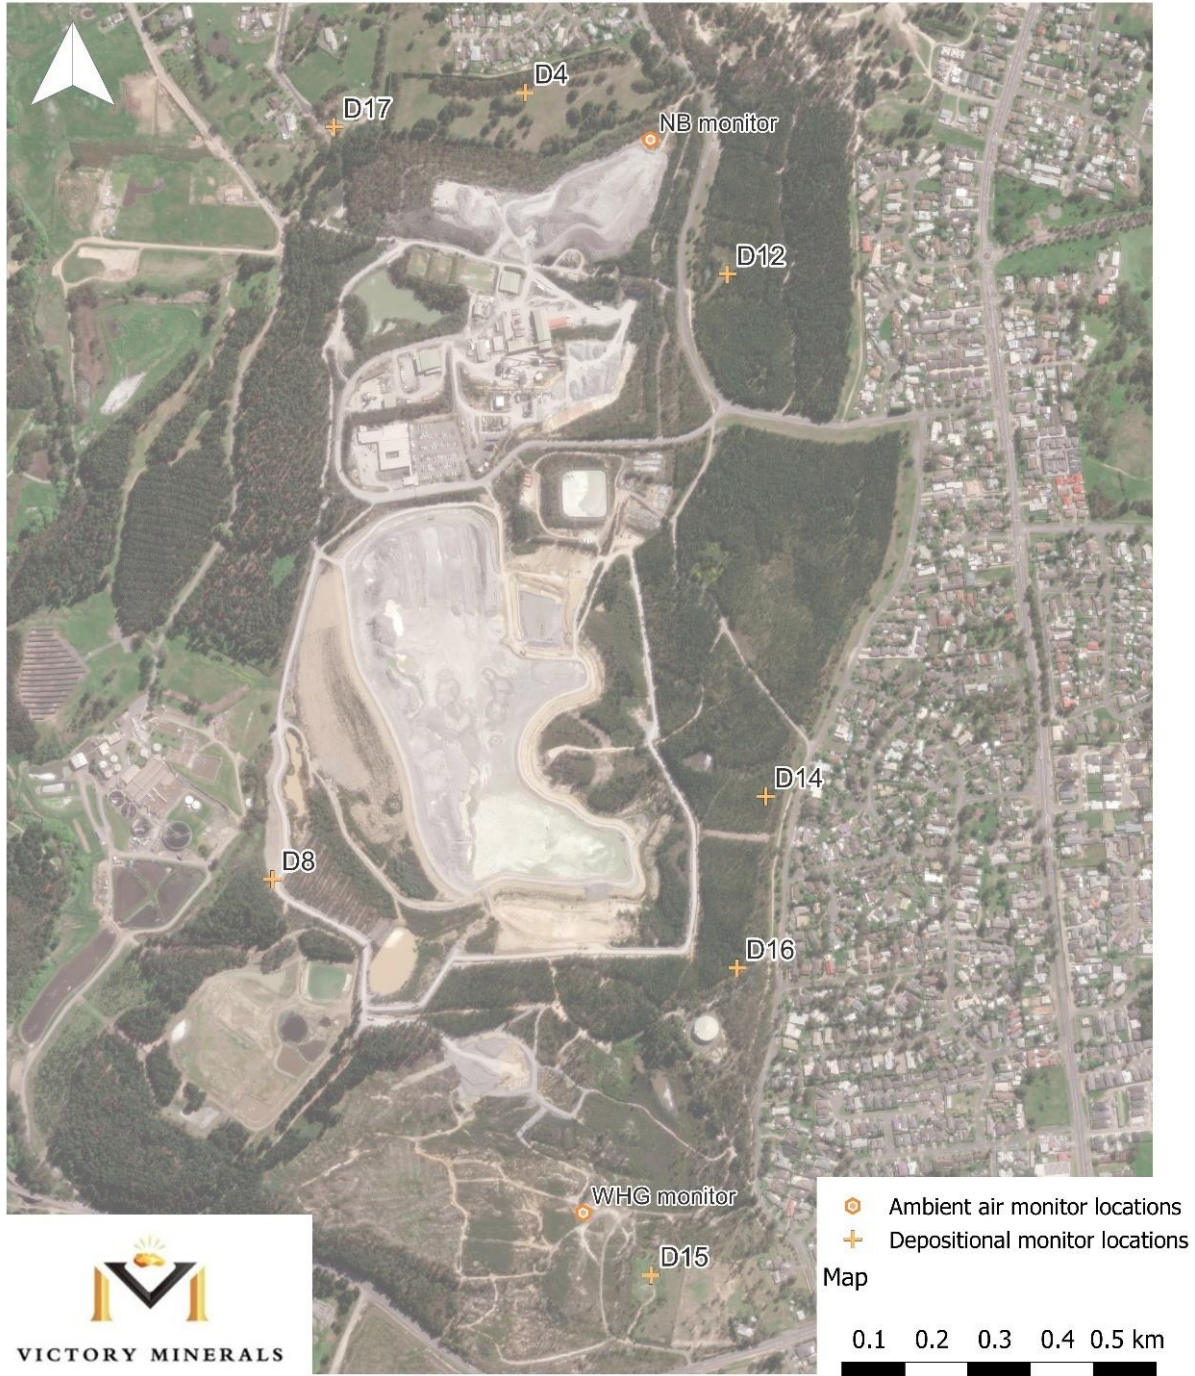 D4
D17
NB monitor
D12
D14
D8
D16
WHG monitor
D15
Ambient air monitor locations
Depositional monitor locations
Map
0.1 0.2 0.3 0.4 0.5 km
VICTORY MINERALS